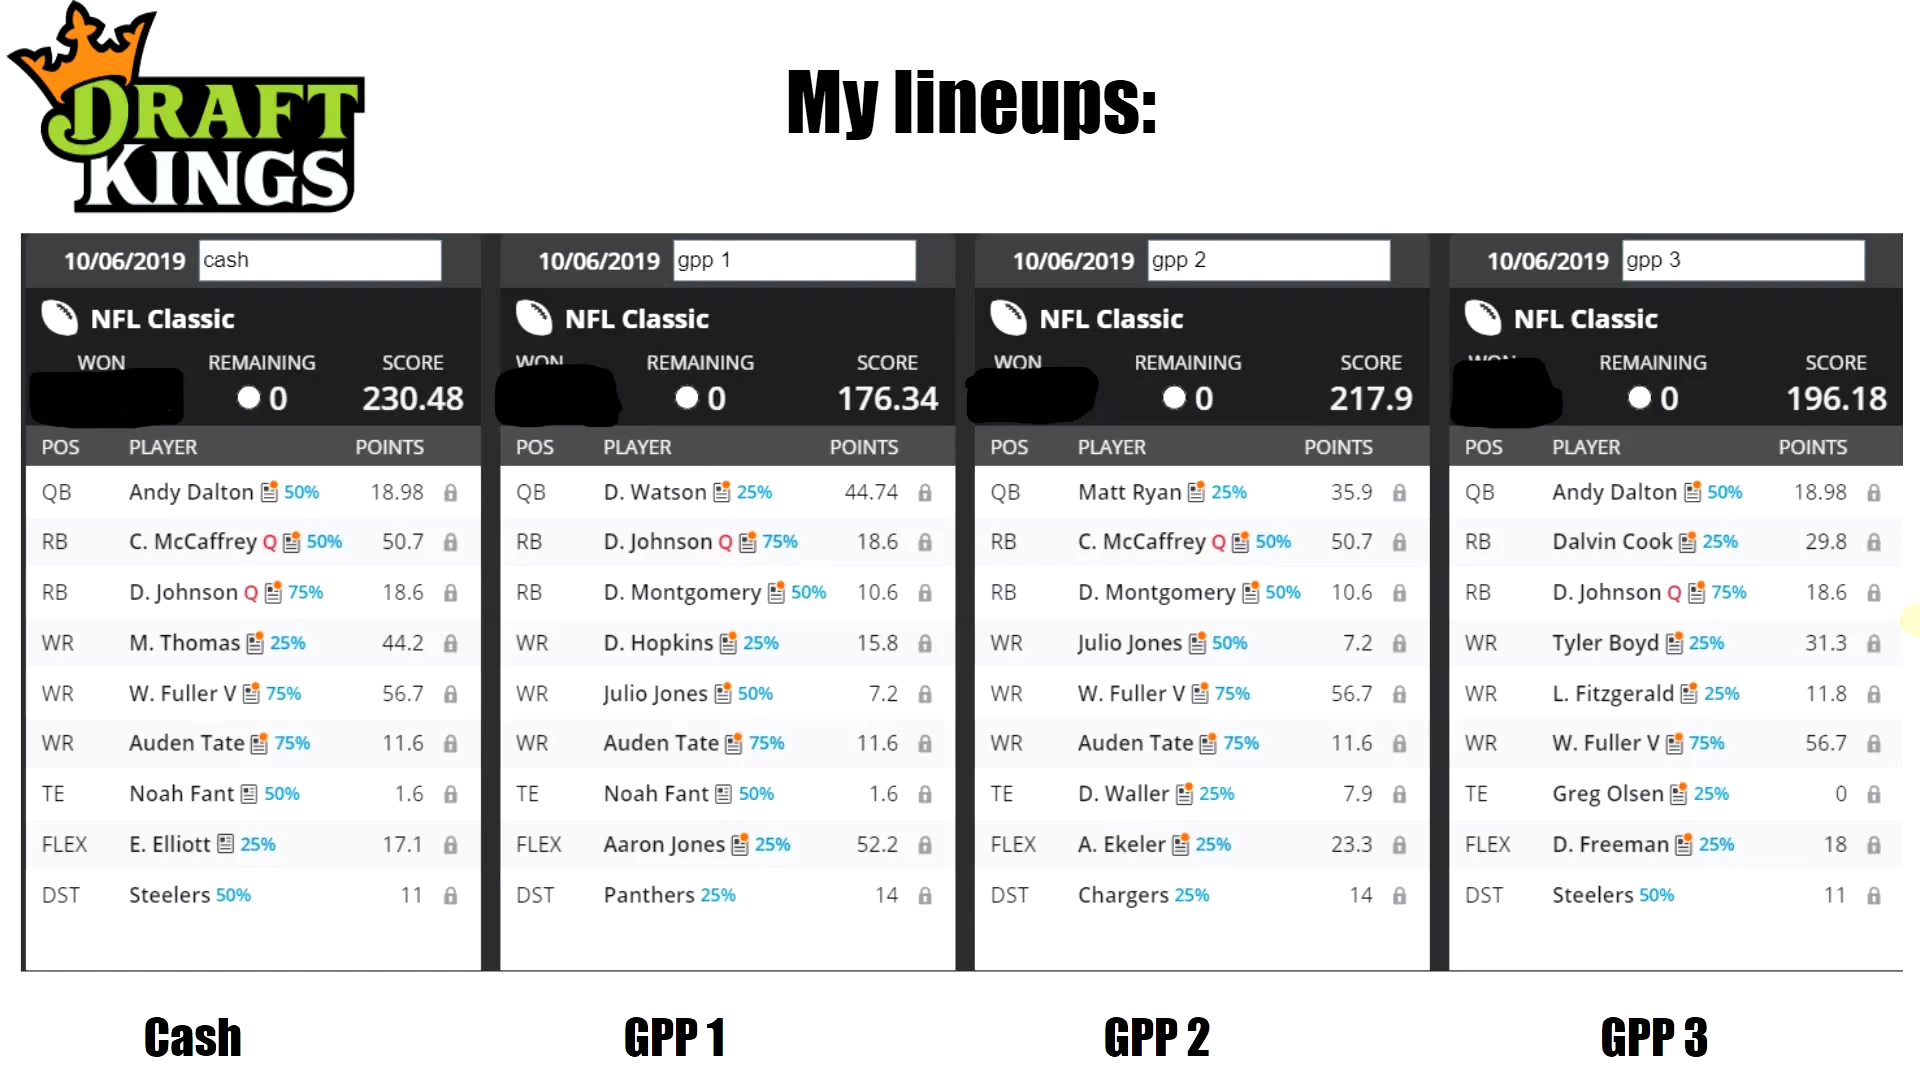 DRAFT
KINGS
My lineups:
10/06/2019 cash
NFL Classic
WON REMAINING SCORE
0 230.48
POS PLAYER POINTS
QB Andy Dalton 50% 18.98
RB C. McCaffrey Q 50% 50.7
RB D. Johnson Q 75% 18.6
WR M. Thomas 25% 44.2
WR W. Fuller V 75% 56.7
WR Auden Tate 75% 11.6
TE Noah Fant 50% 1.6
FLEX E. Elliott 25% 17.1
DST Steelers 50% 11
Cash
10/06/2019 gpp 1
NFL Classic
WON REMAINING SCORE
0 176.34
POS PLAYER POINTS
QB D. Watson 25% 44.74
RB D. Johnson Q 75% 18.6
RB D. Montgomery 50% 10.6
WR D. Hopkins 25% 15.8
WR Julio Jones 50% 7.2
WR Auden Tate 75% 11.6
TE Noah Fant 50% 1.6
FLEX Aaron Jones 25% 52.2
DST Panthers 25% 14
GPP 1
10/06/2019 gpp 2
NFL Classic
WON REMAINING SCORE
0 217.9
POS PLAYER POINTS
QB Matt Ryan 25% 35.9
RB C. McCaffrey Q 50% 50.7
RB D. Montgomery 50% 10.6
WR Julio Jones 50% 7.2
WR W. Fuller V 75% 56.7
WR Auden Tate 75% 11.6
TE D. Waller 25% 7.9
FLEX A. Ekeler 25% 23.3
DST Chargers 25% 14
GPP 2
10/06/2019 gpp 3
NFL Classic
WON REMAINING SCORE
0 196.18
POS PLAYER POINTS
QB Andy Dalton 50% 18.98
RB Dalvin Cook 25% 29.8
RB D. Johnson Q 75% 18.6
WR Tyler Boyd 25% 31.3
WR L. Fitzgerald 25% 11.8
WR W. Fuller V 75% 56.7
TE Greg Olsen 25% 0
FLEX D. Freeman 25% 18
DST Steelers 50% 11
GPP 3